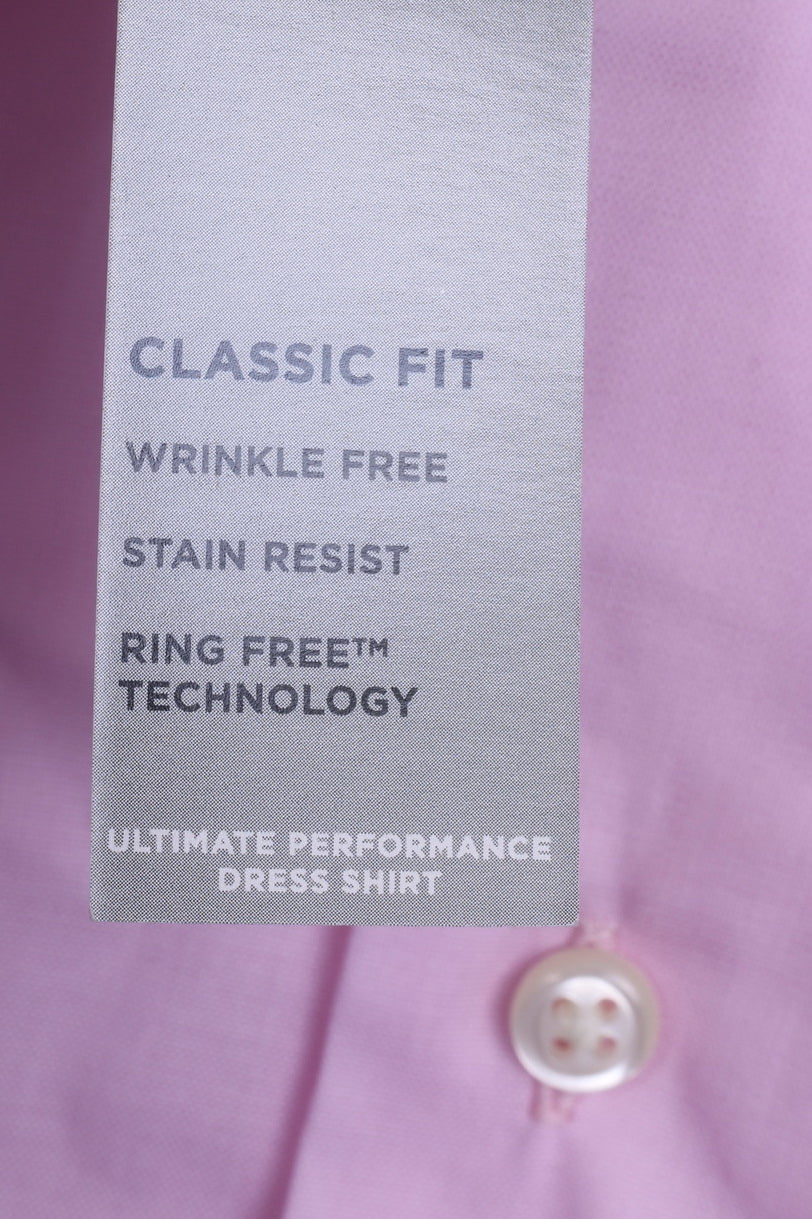 CLASSIC FIT
WRINKLE FREE
STAIN RESIST
RING FREE™
TECHNOLOGY
ULTIMATE PERFORMANCE
DRESS SHIRT